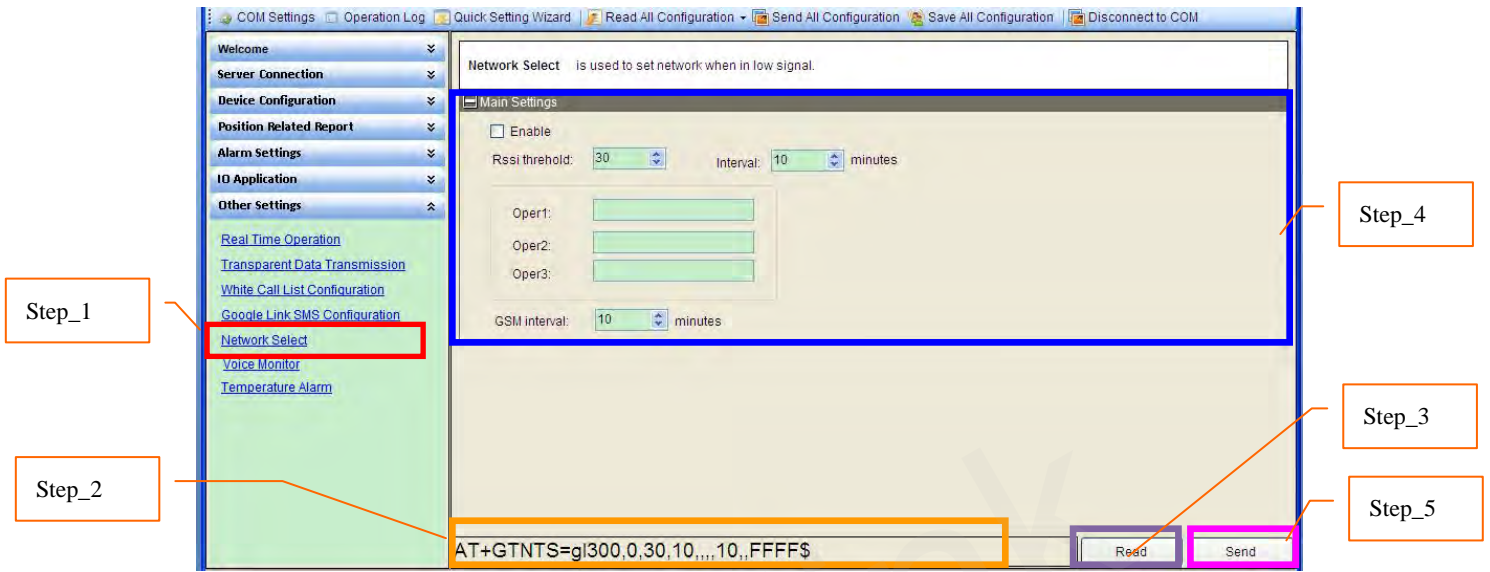 COM Settings Operation Log Quick Setting Wizard Read All Configuration Send All Configuration Save All Configuration Disconnect to COM
Welcome
Server Connection
Device Configuration
Position Related Report
Alarm Settings
IO Application
Other Settings
Real Time Operation
Transparent Data Transmission
White Call List Configuration
Google Link SMS Configuration
Network Select
Voice Monitor
Temperature Alarm
Network Select is used to set network when in low signal.
Main Settings
Enable
Rssi threhold: 30 Interval: 10 minutes
Oper1:
Oper2:
Oper3:
GSM interval: 10 minutes
AT+GTNTS=gl300,0,30,10,,,,10,,FFFF$ Read Send
Step_1
Step_2
Step_4
Step_3
Step_5